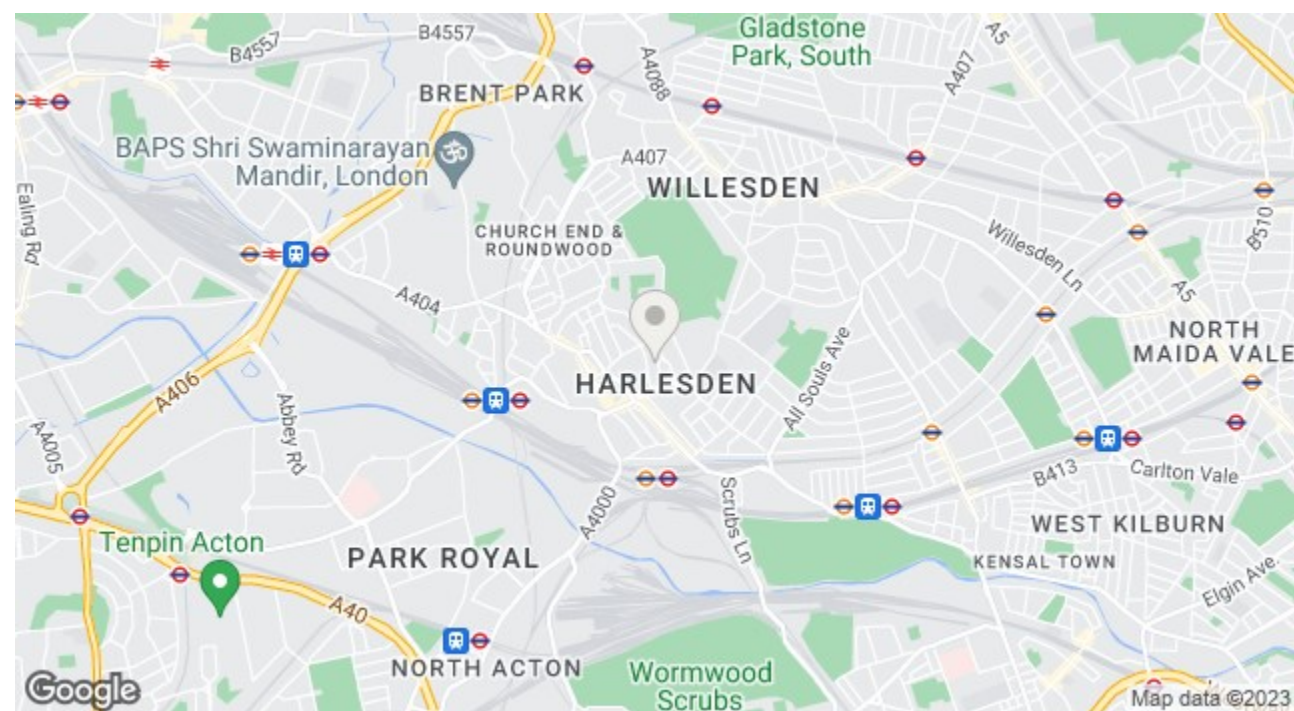 Gladstone
Park, South
B4557
B4557
A5
A4088
A407
BRENT PARK
BAPS Shri Swaminarayan
Mandir, London
A407
WILLESDEN
Ealing Rd
CHURCH END &
ROUNDWOOD
Willesden Ln
B510
A404
A5
NORTH
MAIDA VALE
All Souls Ave
HARLESDEN
A406
Abbey Rd
A4005
B413
Carlton Vale
A4000
Scrubs Ln
WEST KILBURN
Tenpin Acton
PARK ROYAL
KENSAL TOWN
Elgin Ave.
A40
NORTH ACTON
Wormwood
Scrubs
Google
Map data ©2023